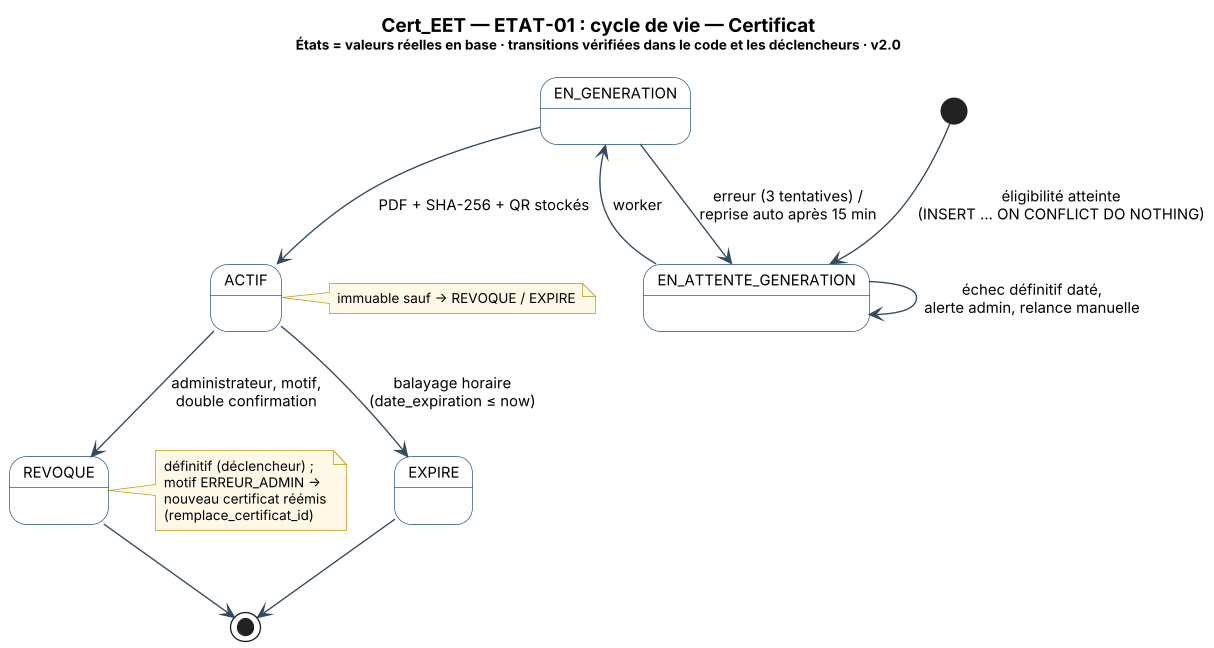 Cert_EET — ETAT-01 : cycle de vie — Certificat
États = valeurs réelles en base · transitions vérifiées dans le code et les déclencheurs · v2.0
EN_GENERATION
PDF + SHA-256 + QR stockés
worker
erreur (3 tentatives) /
reprise auto après 15 min
éligibilité atteinte
(INSERT ... ON CONFLICT DO NOTHING)
ACTIF
immuable sauf → REVOQUE / EXPIRE
EN_ATTENTE_GENERATION
échec définitif daté,
alerte admin, relance manuelle
administrateur, motif,
double confirmation
balayage horaire
(date_expiration ≤ now)
REVOQUE
définitif (déclencheur) ;
motif ERREUR_ADMIN →
nouveau certificat réémis
(remplace_certificat_id)
EXPIRE